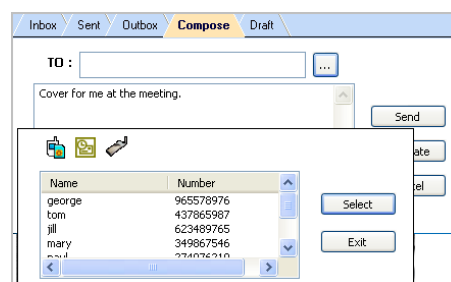 Inbox Sent Outbox Compose Draft
TO : ...
Cover for me at the meeting.
Send
ate
Name Number
george 965578976
tom 437865987
jill 623489765
mary 349867546
Select
Exit